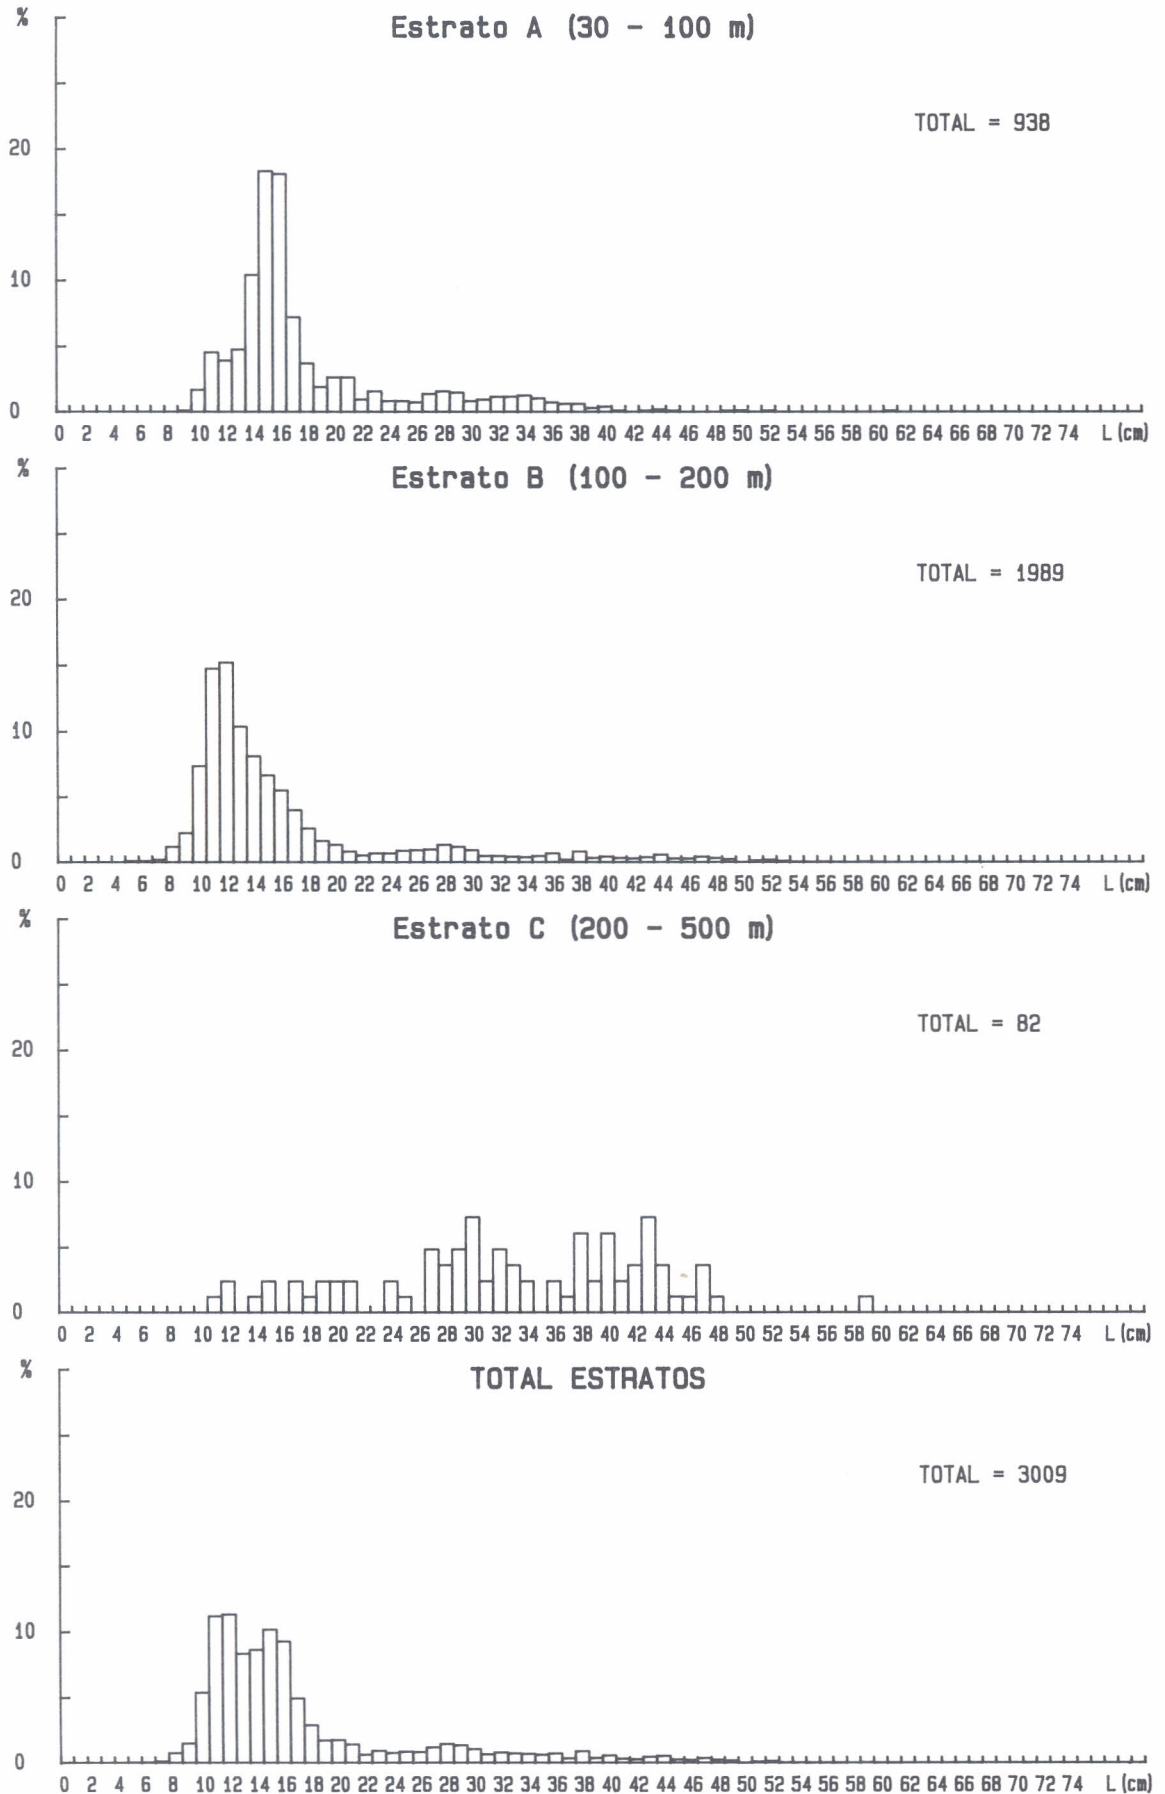 %
Estrato A (30 - 100 m)
TOTAL = 938
20
10
0
0 2 4 6 8 10 12 14 16 18 20 22 24 26 28 30 32 34 36 38 40 42 44 46 48 50 52 54 56 58 60 62 64 66 68 70 72 74 L (cm)
%
Estrato B (100 - 200 m)
TOTAL = 1989
20
10
0
0 2 4 6 8 10 12 14 16 18 20 22 24 26 28 30 32 34 36 38 40 42 44 46 48 50 52 54 56 58 60 62 64 66 68 70 72 74 L (cm)
%
Estrato C (200 - 500 m)
TOTAL = 82
20
10
0
0 2 4 6 8 10 12 14 16 18 20 22 24 26 28 30 32 34 36 38 40 42 44 46 48 50 52 54 56 58 60 62 64 66 68 70 72 74 L (cm)
%
TOTAL ESTRATOS
TOTAL = 3009
20
10
0
0 2 4 6 8 10 12 14 16 18 20 22 24 26 28 30 32 34 36 38 40 42 44 46 48 50 52 54 56 58 60 62 64 66 68 70 72 74 L (cm)